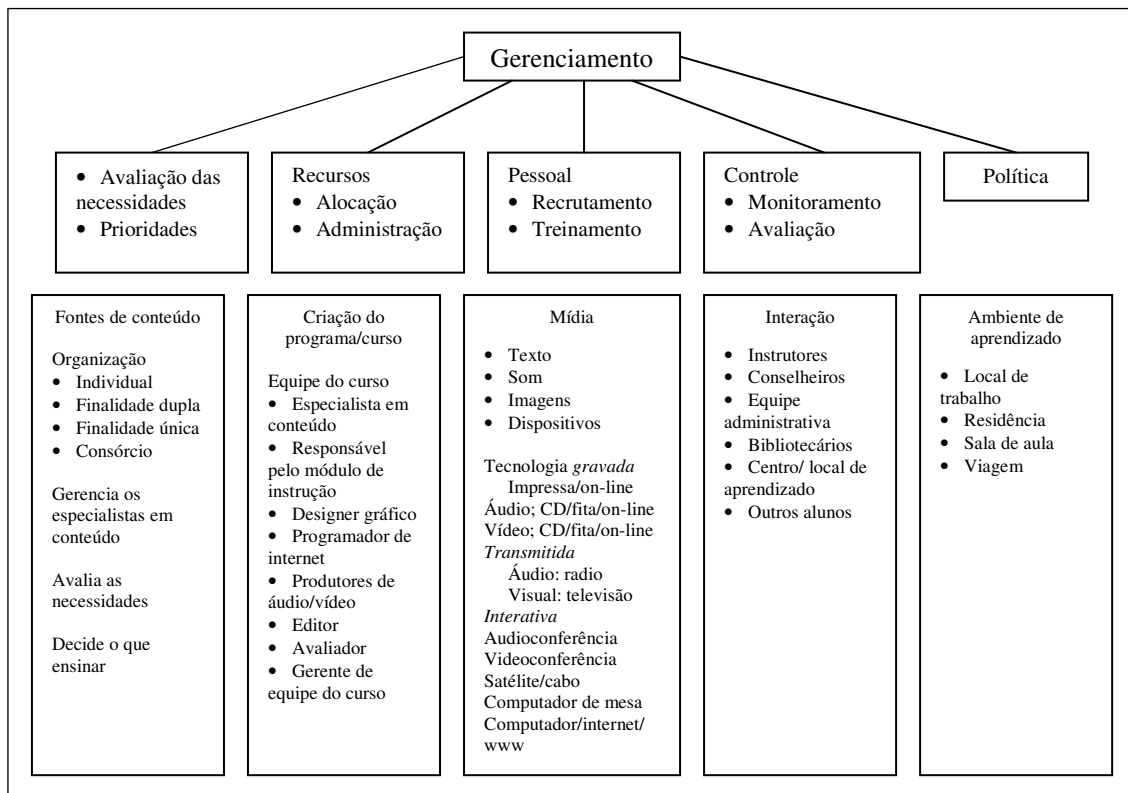 Gerenciamento
• Avaliação das
necessidades
• Prioridades
Recursos
• Alocação
• Administração
Pessoal
• Recrutamento
• Treinamento
Controle
• Monitoramento
• Avaliação
Política
Fontes de conteúdo
Organização
• Individual
• Finalidade dupla
• Finalidade única
• Consórcio
Gerencia os
especialistas em
conteúdo
Avalia as
necessidades
Decide o que
ensinar
Criação do
programa/curso
Equipe do curso
• Especialista em
conteúdo
• Responsável
pelo módulo de
instrução
• Designer gráfico
• Programador de
internet
• Produtores de
áudio/vídeo
• Editor
• Avaliador
• Gerente de
equipe do curso
Mídia
• Texto
• Som
• Imagens
• Dispositivos
Tecnologia gravada
Impressa/on-line
Áudio; CD/fita/on-line
Vídeo; CD/fita/on-line
Transmitida
Áudio: radio
Visual: televisão
Interativa
Audioconferência
Videoconferência
Satélite/cabo
Computador de mesa
Computador/internet/
www
Interação
• Instrutores
• Conselheiros
• Equipe
administrativa
• Bibliotecários
• Centro/ local de
aprendizado
• Outros alunos
Ambiente de
aprendizado
• Local de
trabalho
• Residência
• Sala de aula
• Viagem